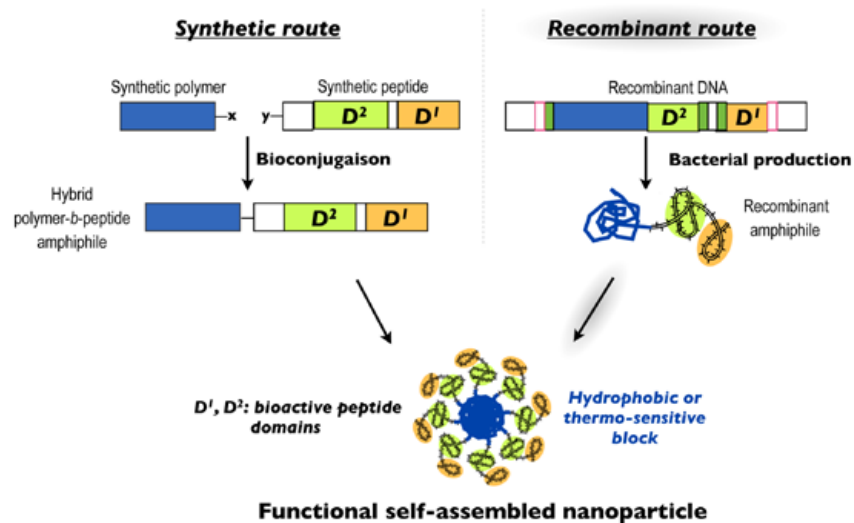 Synthetic route
Recombinant route
Synthetic polymer
Synthetic peptide
Recombinant DNA
x
y
D²
D¹
D²
D¹
Bioconjugaison
Bacterial production
Hybrid
polymer-b-peptide
amphiphile
D²
D¹
Recombinant
amphiphile
D¹, D²: bioactive peptide
domains
Hydrophobic or
thermo-sensitive
block
Functional self-assembled nanoparticle